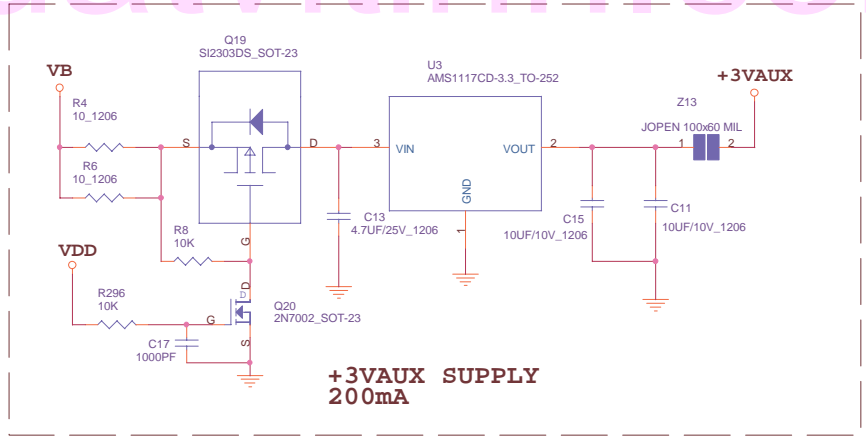 Q19
SI2303DS_SOT-23
U3
AMS1117CD-3.3_TO-252
VB
R4
10_1206
R6
10_1206
S
D
G
3
VIN
VOUT
2
GND
1
+3VAUX
Z13
JOPEN 100x60 MIL
1
2
C13
4.7UF/25V_1206
C15
10UF/10V_1206
C11
10UF/10V_1206
R8
10K
VDD
R296
10K
D
D
G
S
Q20
2N7002_SOT-23
C17
1000PF
+3VAUX SUPPLY
200mA